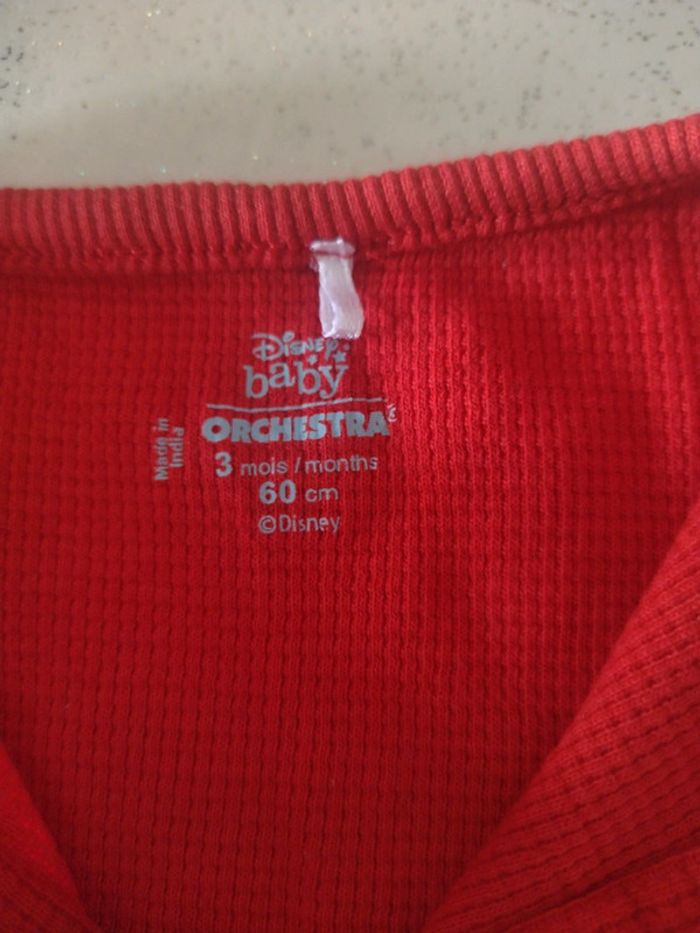 Disney
baby
ORCHESTRA
Made in
India
3 mois / months
60 cm
©Disney